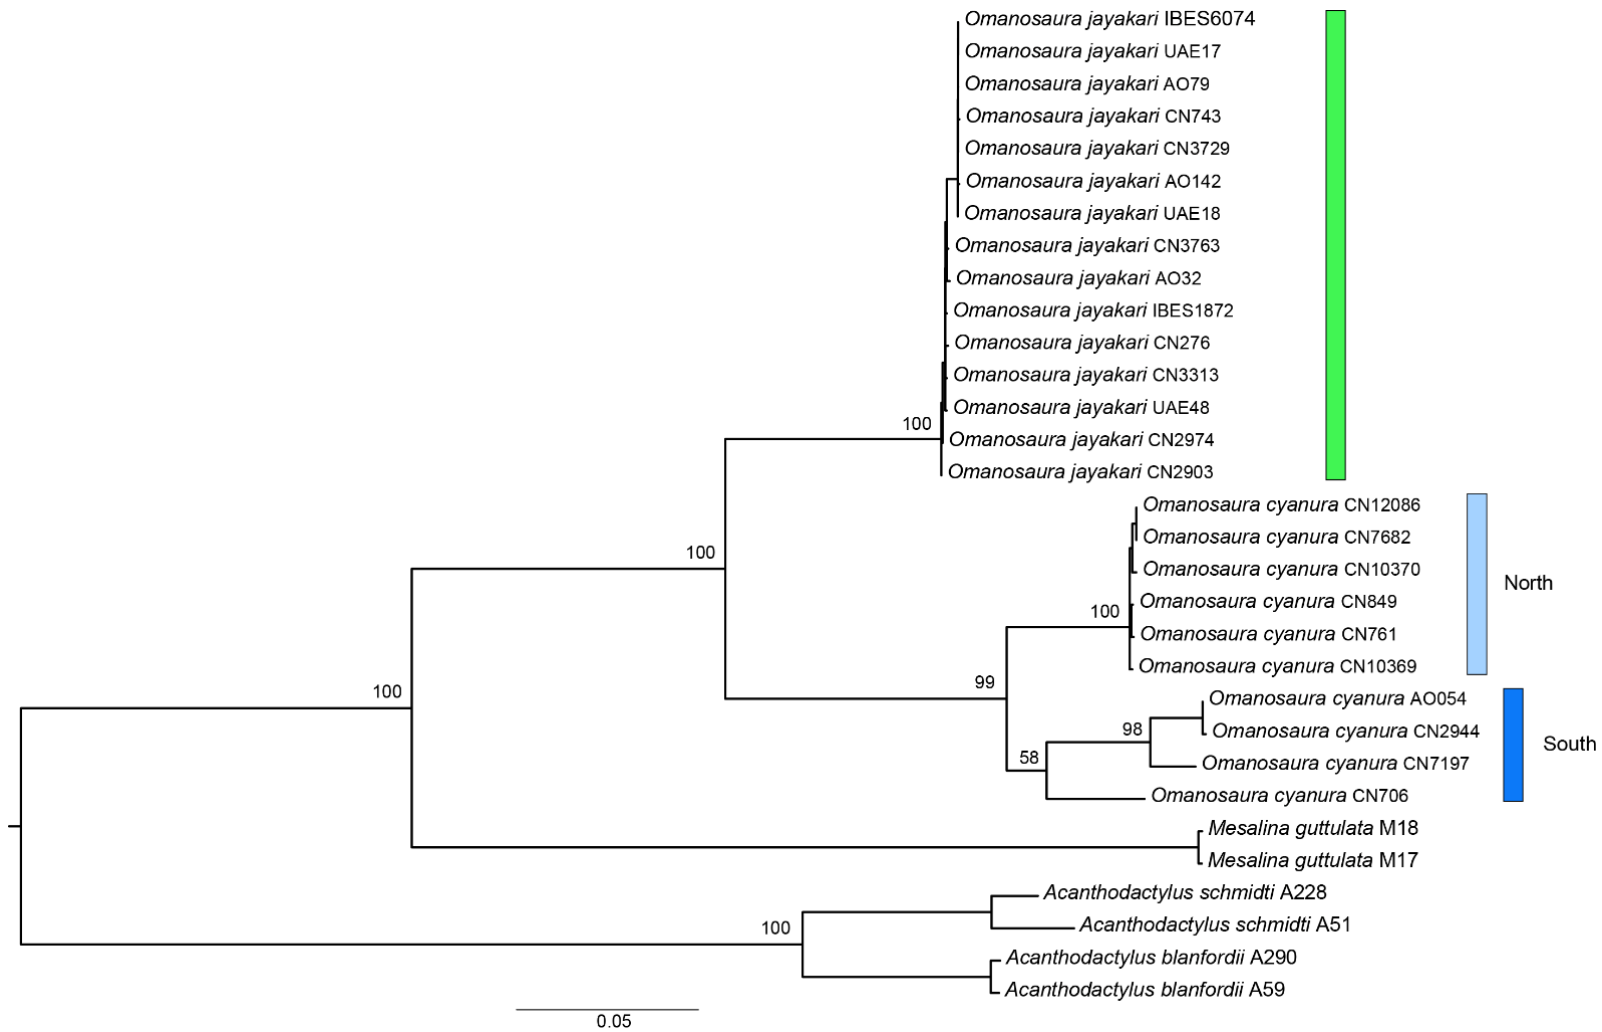 Omanosaura jayakari IBES6074
Omanosaura jayakari UAE17
Omanosaura jayakari AO79
Omanosaura jayakari CN743
Omanosaura jayakari CN3729
Omanosaura jayakari AO142
Omanosaura jayakari UAE18
Omanosaura jayakari CN3763
Omanosaura jayakari AO32
Omanosaura jayakari IBES1872
Omanosaura jayakari CN276
Omanosaura jayakari CN3313
Omanosaura jayakari UAE48
100
Omanosaura jayakari CN2974
Omanosaura jayakari CN2903
Omanosaura cyanura CN12086
Omanosaura cyanura CN7682
100
Omanosaura cyanura CN10370
North
Omanosaura cyanura CN849
100
Omanosaura cyanura CN761
Omanosaura cyanura CN10369
99
100
Omanosaura cyanura AO054
98
Omanosaura cyanura CN2944
South
58
Omanosaura cyanura CN7197
Omanosaura cyanura CN706
Mesalina guttulata M18
Mesalina guttulata M17
Acanthodactylus schmidti A228
100
Acanthodactylus schmidti A51
Acanthodactylus blanfordii A290
Acanthodactylus blanfordii A59
0.05